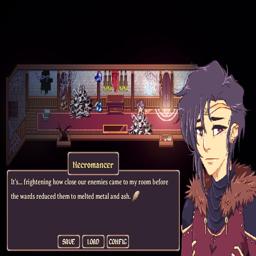 Necromancer
It's... frightening how close our enemies came to my room before
the wards reduced them to melted metal and ash.
SAVE LOAD CONFIG